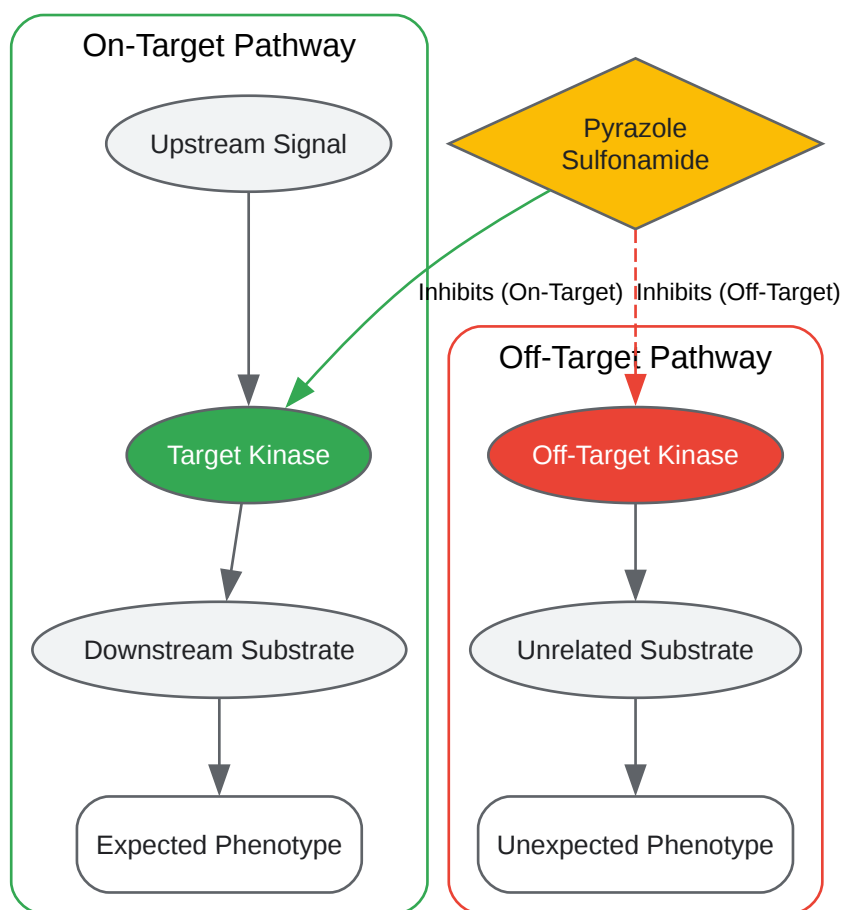 On-Target Pathway
Upstream Signal
Pyrazole
Sulfonamide
Inhibits (On-Target)
Inhibits (Off-Target)
Off-Target Pathway
Target Kinase
Off-Target Kinase
Downstream Substrate
Unrelated Substrate
Expected Phenotype
Unexpected Phenotype